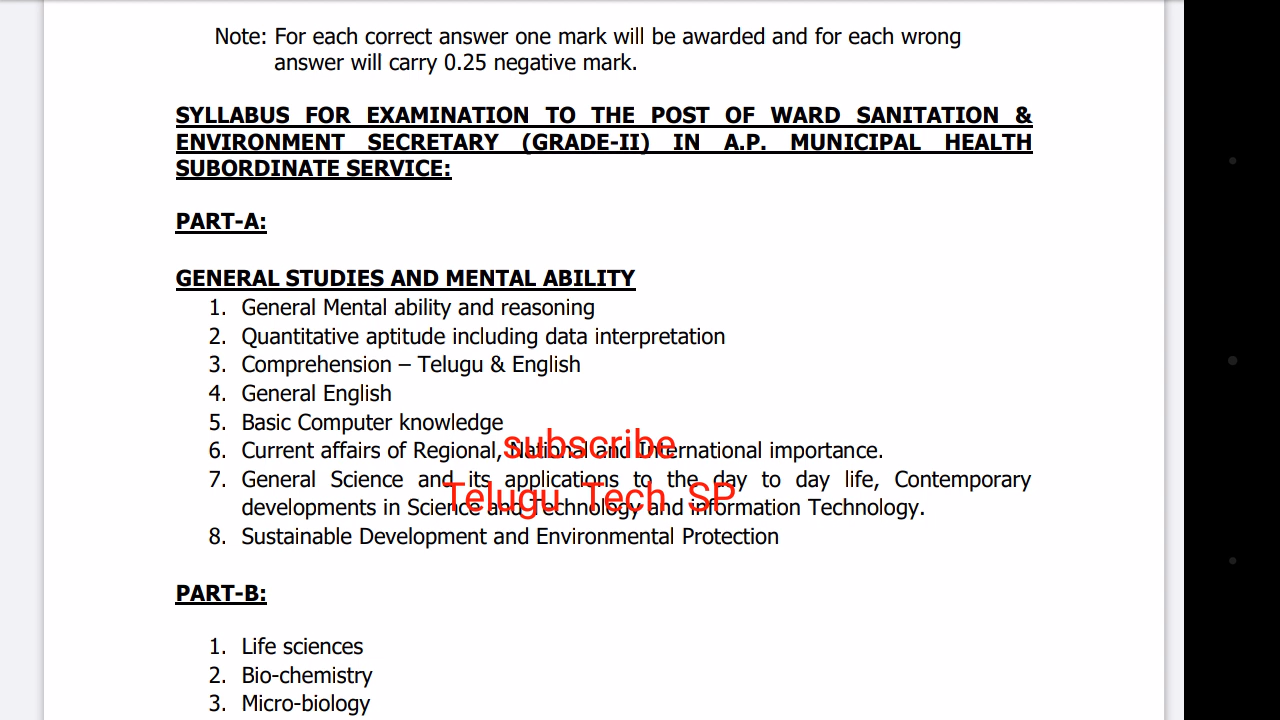 Note: For each correct answer one mark will be awarded and for each wrong
answer will carry 0.25 negative mark.
SYLLABUS FOR EXAMINATION TO THE POST OF WARD SANITATION &
ENVIRONMENT SECRETARY (GRADE-II) IN A.P. MUNICIPAL HEALTH
SUBORDINATE SERVICE:
PART-A:
GENERAL STUDIES AND MENTAL ABILITY
1. General Mental ability and reasoning
2. Quantitative aptitude including data interpretation
3. Comprehension – Telugu & English
4. General English
5. Basic Computer knowledge
6. Current affairs of Regional, National and International importance.
subscribe
7. General Science and its applications to the day to day life, Contemporary
developments in Science and Technology and information Technology.
Telugu Tech SP
8. Sustainable Development and Environmental Protection
PART-B:
1. Life sciences
2. Bio-chemistry
3. Micro-biology